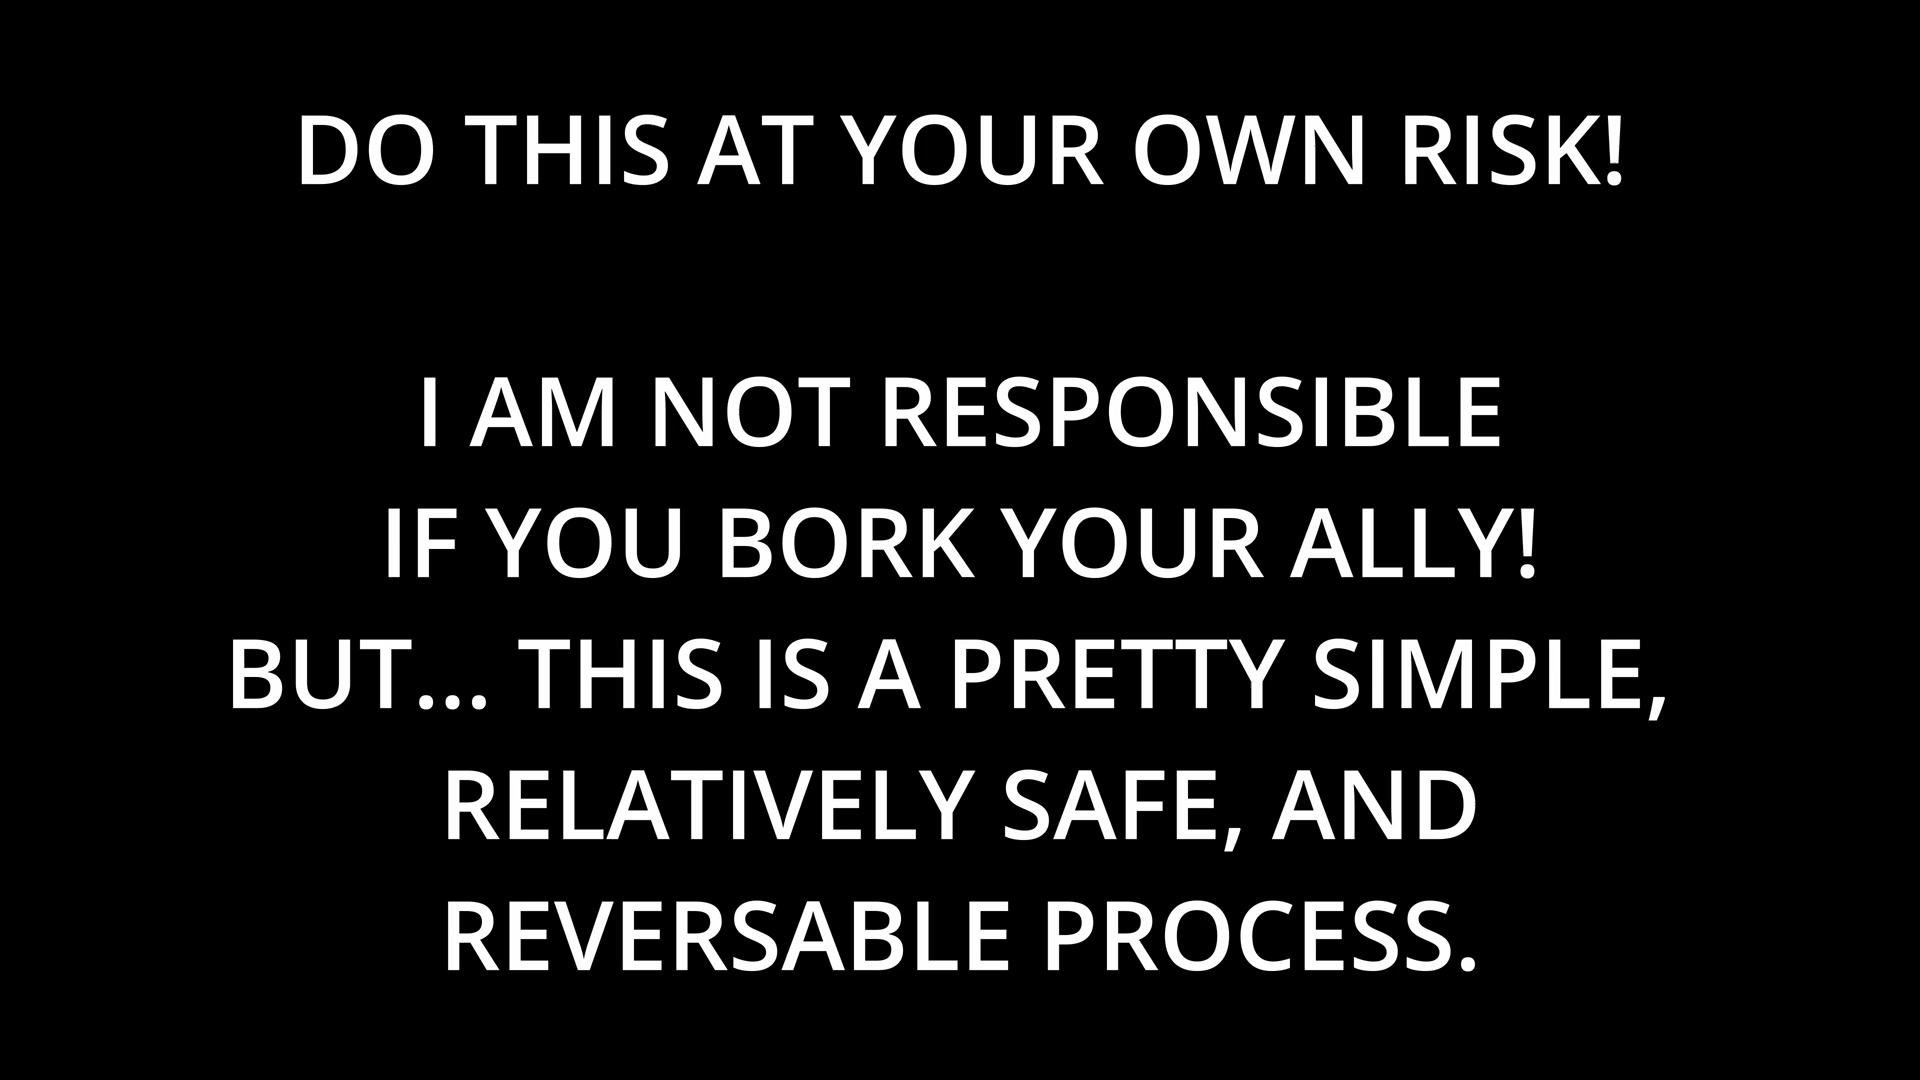 DO THIS AT YOUR OWN RISK!
I AM NOT RESPONSIBLE
IF YOU BORK YOUR ALLY!
BUT... THIS IS A PRETTY SIMPLE,
RELATIVELY SAFE, AND
REVERSABLE PROCESS.